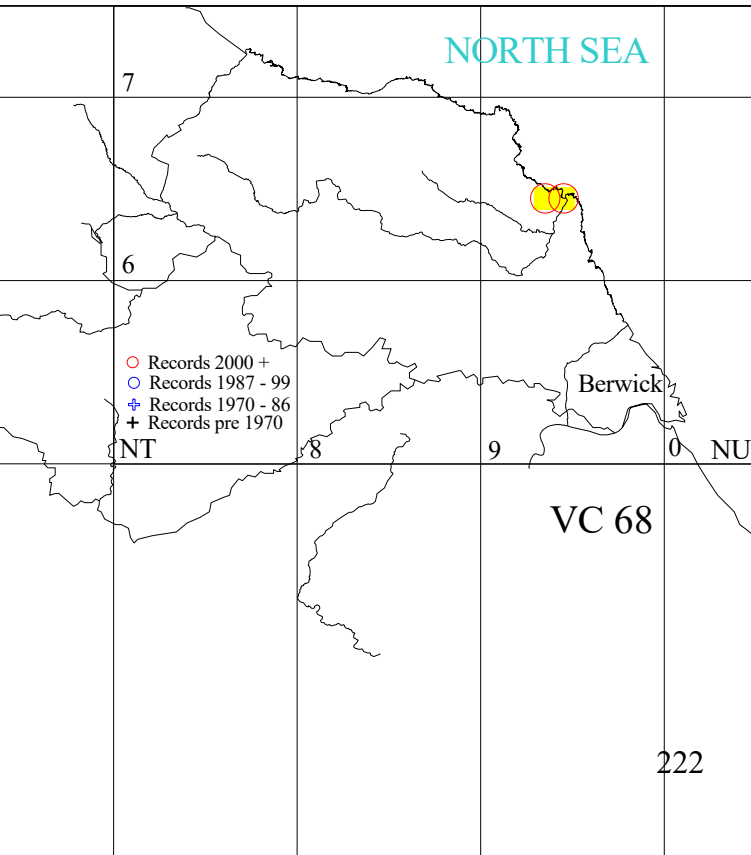 NORTH SEA
7
6
Records 2000 +
Records 1987 - 99
Records 1970 - 86
Records pre 1970
Berwick
NT 8 9 0 NU
VC 68
222